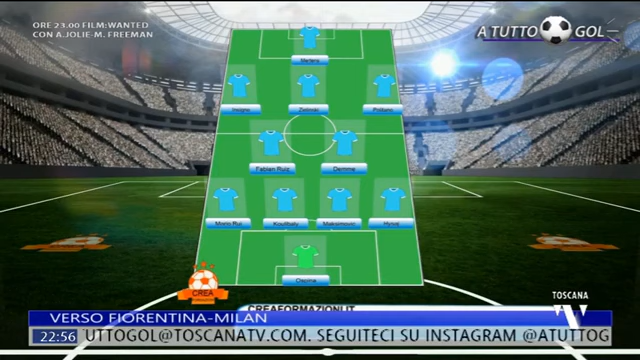 ORE 23.00 FILM:WANTED
CON A.JOLIE-M. FREEMAN
A TUTTO GOL
Mertens
Insigne
Zielinski
Politano
Fabian Ruiz
Demme
Mario Rui
Koulibaly
Maksimovic
Hysaj
Ospina
CREA
CREAFORMAZIONI.IT
TOSCANA
TV
VERSO FIORENTINA-MILAN
22:56 UTTOGOL@TOSCANATV.COM. SEGUITECI SU INSTAGRAM @ATUTTOG